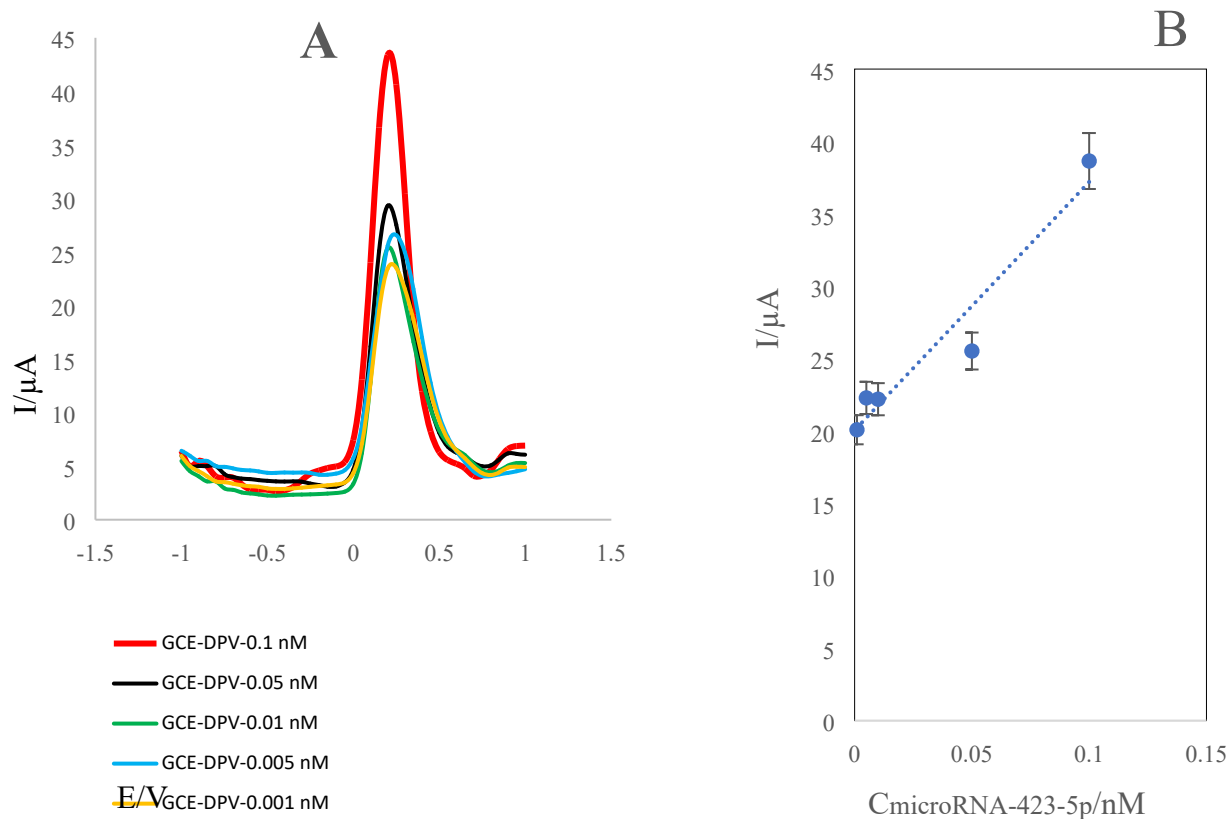 A
45
40
35
30
25
20
15
10
5
0
I/μA
-1.5
-1
-0.5
0
0.5
1
1.5
GCE-DPV-0.1 nM
GCE-DPV-0.05 nM
GCE-DPV-0.01 nM
GCE-DPV-0.005 nM
GCE-DPV-0.001 nM
E/V
B
45
40
35
30
25
20
15
10
5
0
I/μA
0
0.05
0.1
0.15
CmicroRNA-423-5p/nM